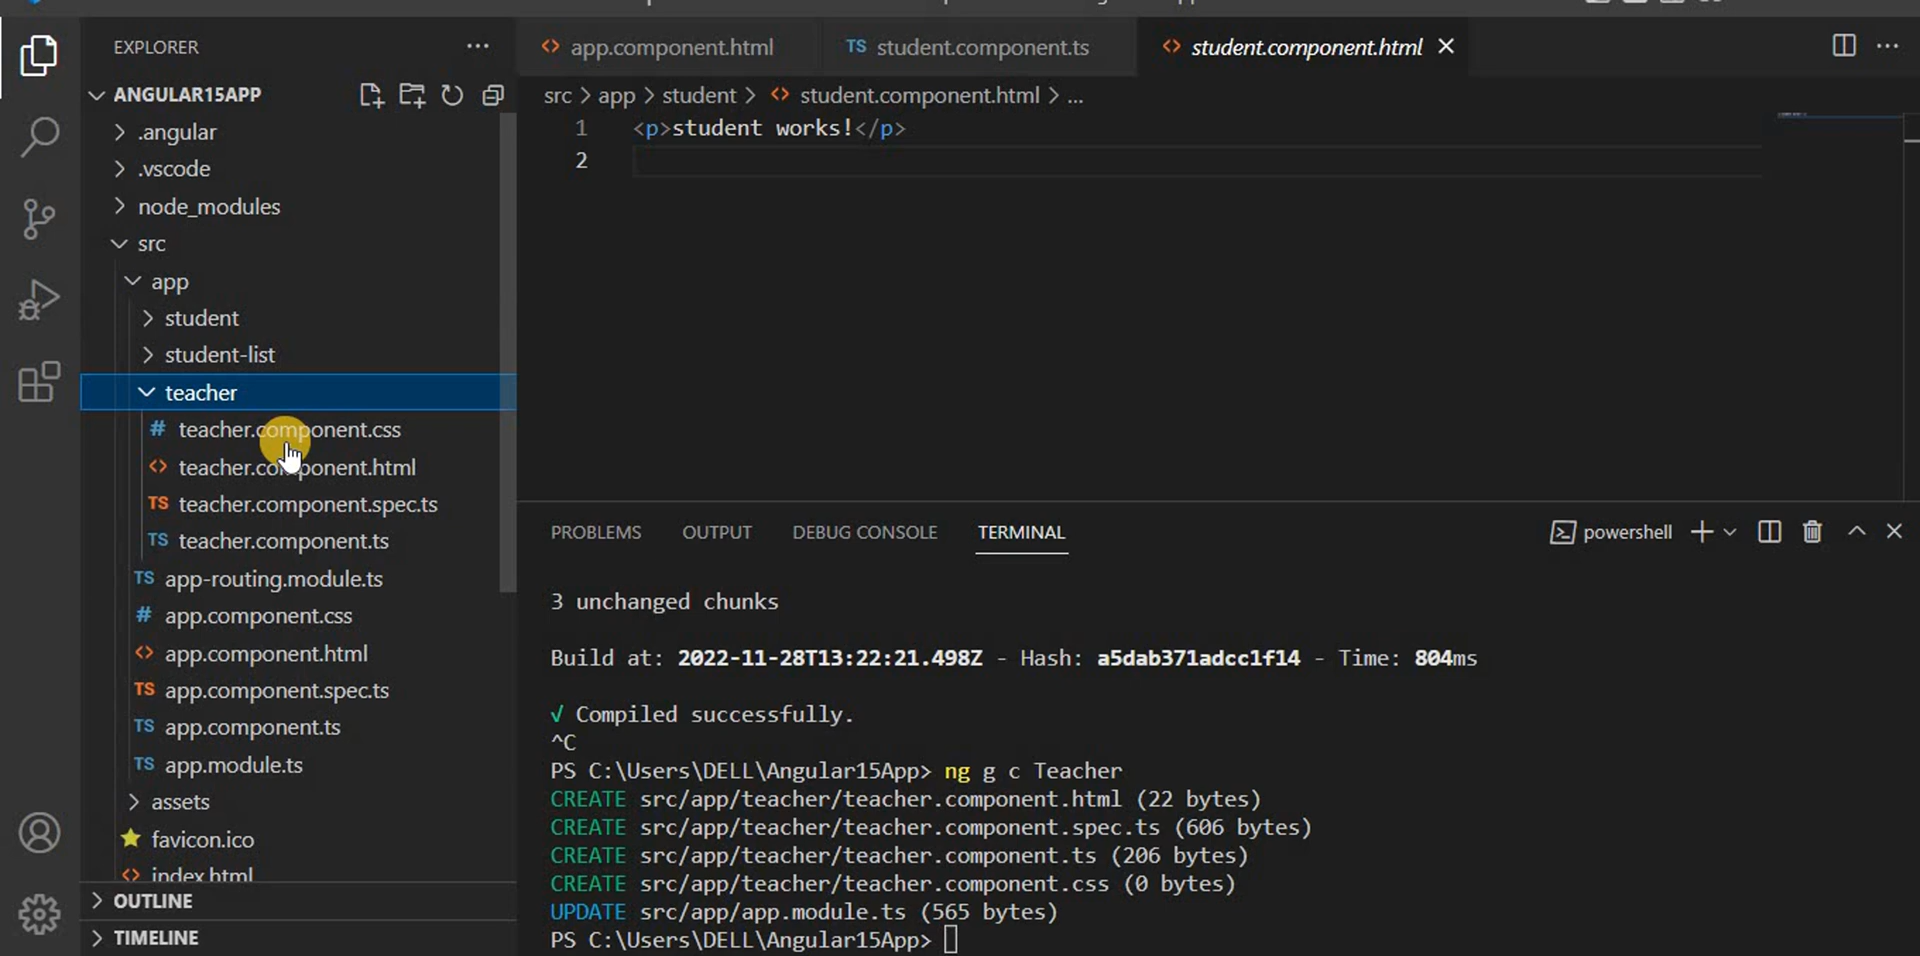 EXPLORER
ANGULAR15APP
.angular
.vscode
node_modules
src
app
student
student-list
teacher
# teacher.component.css
<> teacher.component.html
TS teacher.component.spec.ts
TS teacher.component.ts
TS app-routing.module.ts
# app.component.css
<> app.component.html
TS app.component.spec.ts
TS app.component.ts
TS app.module.ts
assets
favicon.ico
<> index.html
OUTLINE
TIMELINE
<> app.component.html
TS student.component.ts
<> student.component.html
src > app > student > <> student.component.html > ...
1 <p>student works!</p>
2
PROBLEMS OUTPUT DEBUG CONSOLE TERMINAL
powershell
3 unchanged chunks
Build at: 2022-11-28T13:22:21.498Z - Hash: a5dab371adcc1f14 - Time: 804ms
√ Compiled successfully.
^C
PS C:\Users\DELL\Angular15App> ng g c Teacher
CREATE src/app/teacher/teacher.component.html (22 bytes)
CREATE src/app/teacher/teacher.component.spec.ts (606 bytes)
CREATE src/app/teacher/teacher.component.ts (206 bytes)
CREATE src/app/teacher/teacher.component.css (0 bytes)
UPDATE src/app/app.module.ts (565 bytes)
PS C:\Users\DELL\Angular15App>